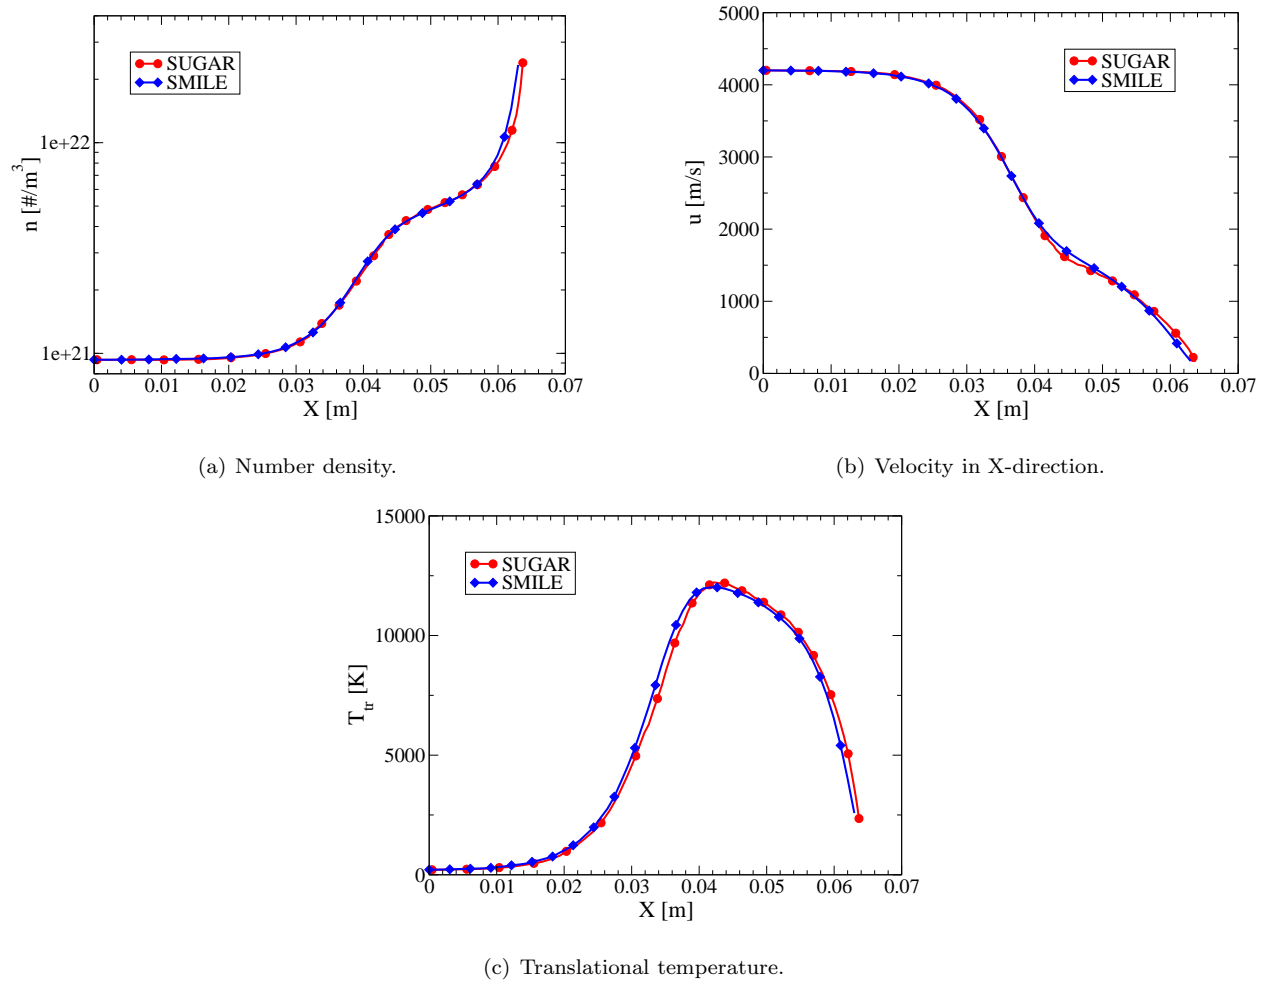 SUGAR
SMILE
1e+22
1e+21
n [#/m³]
0 0.01 0.02 0.03 0.04 0.05 0.06 0.07
X [m]
(a) Number density.
5000
4000
3000
2000
1000
0
u [m/s]
SUGAR
SMILE
0 0.01 0.02 0.03 0.04 0.05 0.06 0.07
X [m]
(b) Velocity in X-direction.
15000
10000
5000
0
T_tr [K]
SUGAR
SMILE
0 0.01 0.02 0.03 0.04 0.05 0.06 0.07
X [m]
(c) Translational temperature.